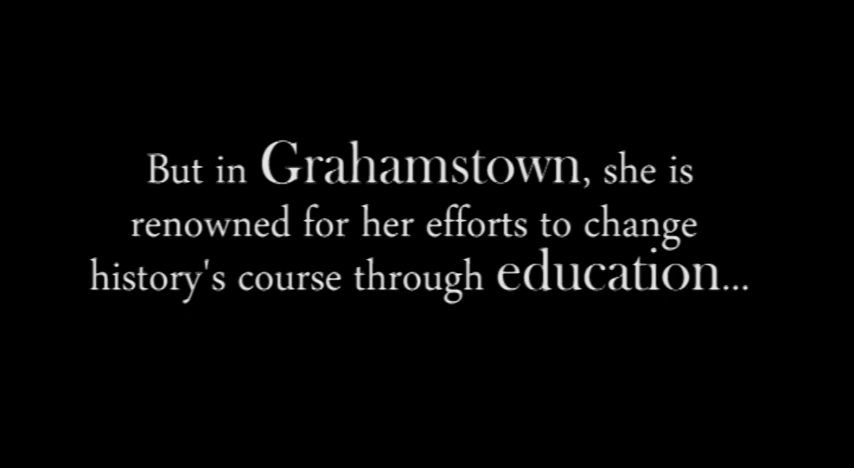 But in Grahamstown, she is
renowned for her efforts to change
history's course through education...